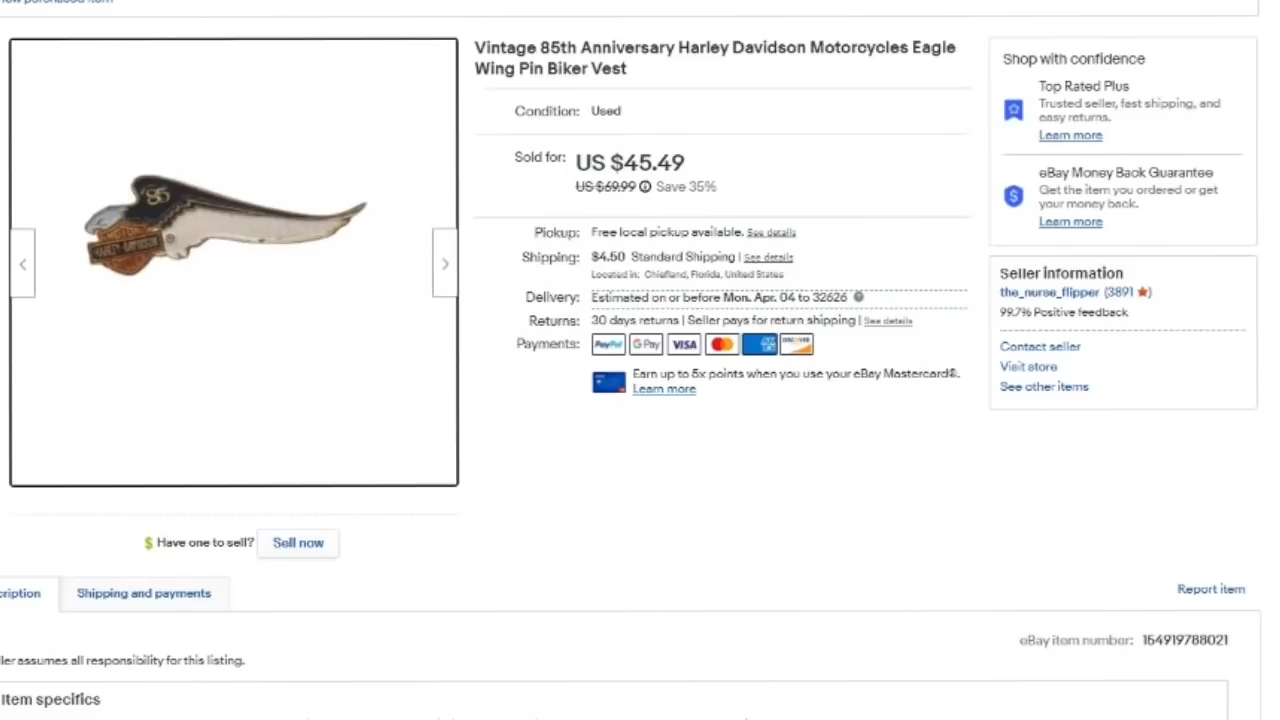 Vintage 85th Anniversary Harley Davidson Motorcycles Eagle
Wing Pin Biker Vest
Condition: Used
Sold for: US $45.49
US $69.99 Save 35%
Pickup: Free local pickup available. See details
Shipping: $4.50 Standard Shipping | See details
Located in: Chiefland, Florida, United States
Delivery: Estimated on or before Mon. Apr. 04 to 32626
Returns: 30 days returns | Seller pays for return shipping | See details
Payments: PayPal G Pay VISA DISCOVER
Earn up to 5x points when you use your eBay Mastercard®.
Learn more
Shop with confidence
Top Rated Plus
Trusted seller, fast shipping, and
easy returns.
Learn more
eBay Money Back Guarantee
Get the item you ordered or get
your money back.
Learn more
Seller information
the_nurse_flipper (3891)
99.7% Positive feedback
Contact seller
Visit store
See other items
'85
HARLEY-DAVIDSON
$ Have one to sell? Sell now
cription
Shipping and payments
Report item
eBay item number: 154919788021
ller assumes all responsibility for this listing.
Item specifics